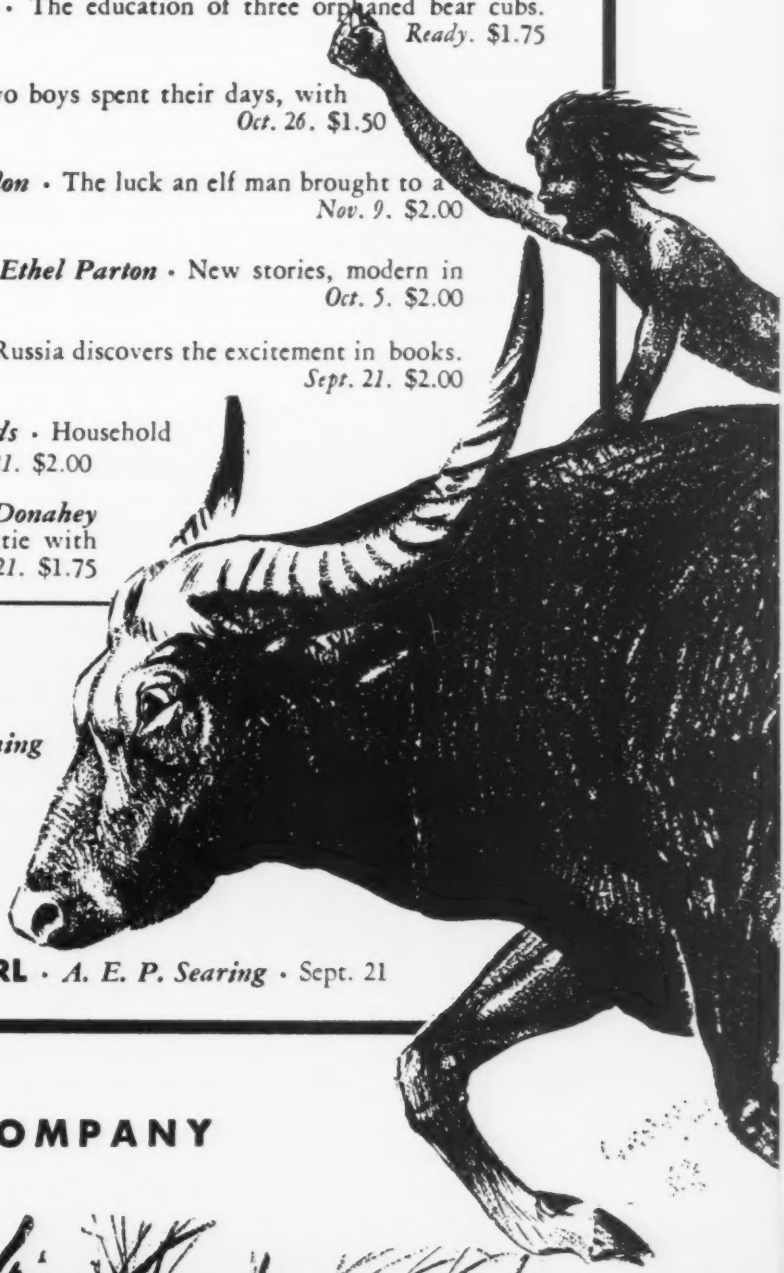 · The education of three orphaned bear cubs.
Ready. $1.75
wo boys spent their days, with
Oct. 26. $1.50
lon · The luck an elf man brought to a
Nov. 9. $2.00
Ethel Parton · New stories, modern in
Oct. 5. $2.00
Russia discovers the excitement in books.
Sept. 21. $2.00
ds · Household
21. $2.00
Donahey
tie with
21. $1.75
ning
RL · A. E. P. Searing · Sept. 21
OMPANY